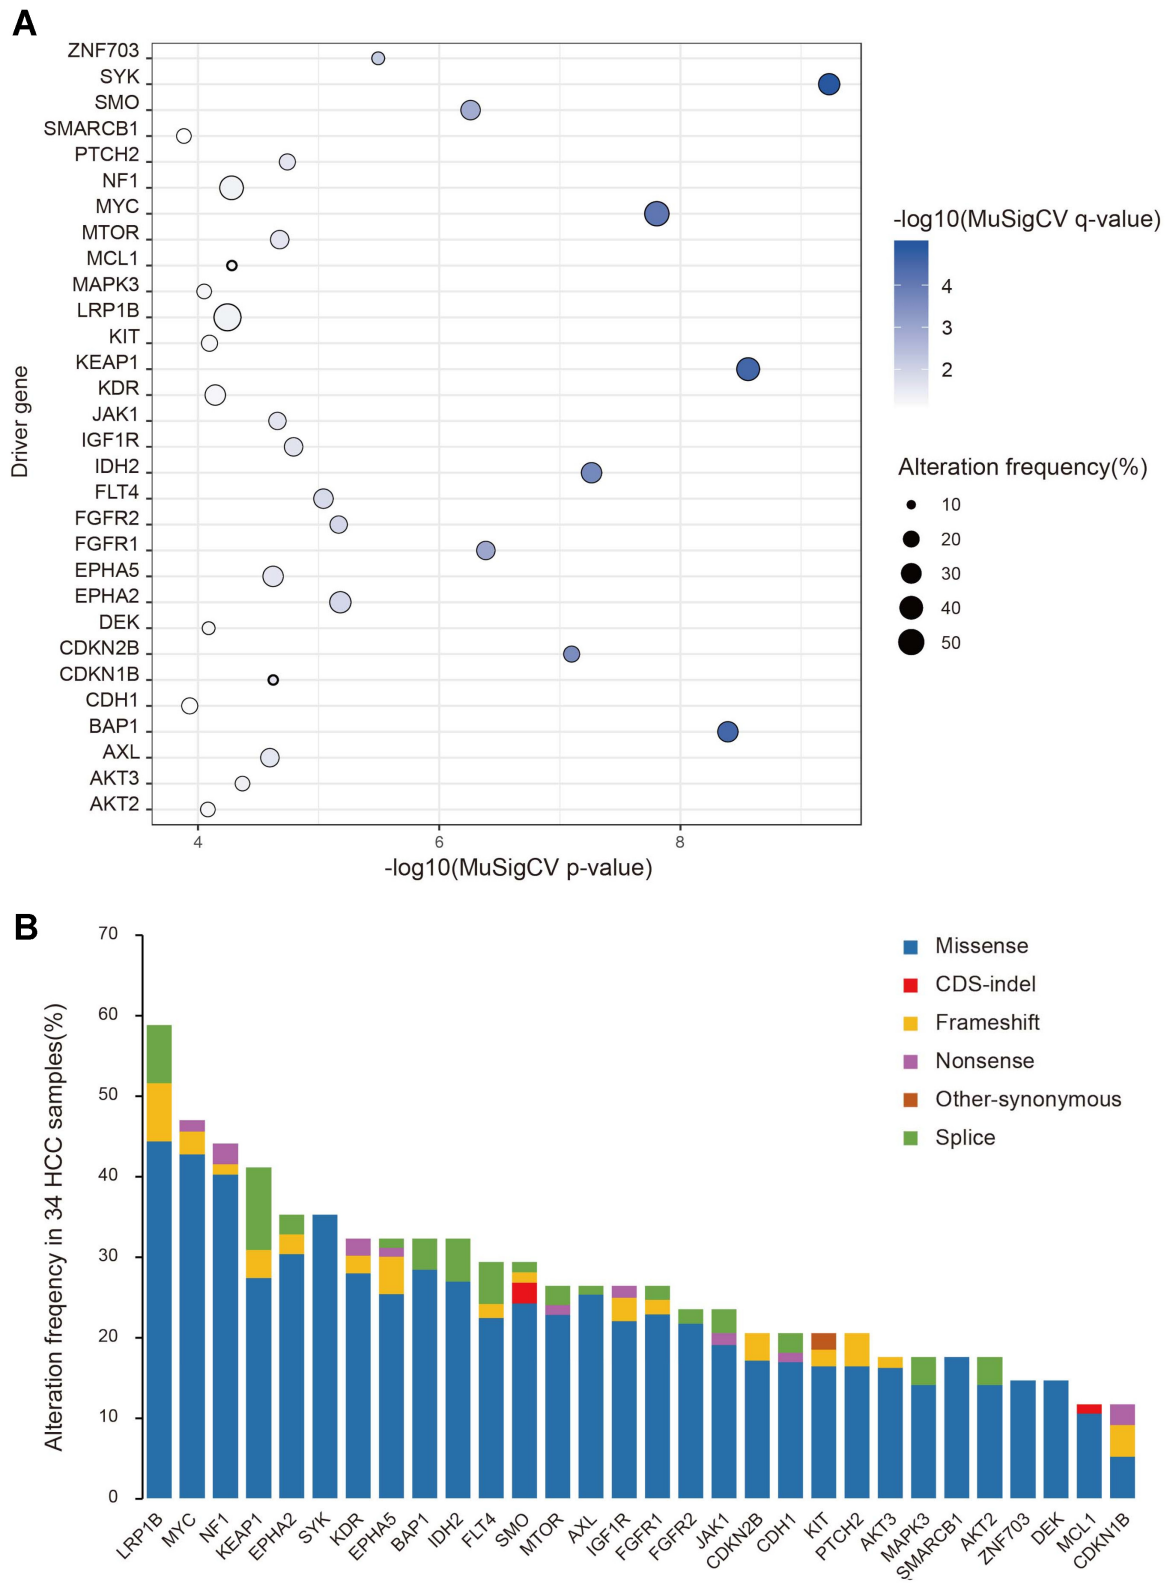 A
ZNF703
SYK
SMO
SMARCB1
PTCH2
NF1
MYC
MTOR
MCL1
MAPK3
LRP1B
KIT
KEAP1
KDR
JAK1
IGF1R
IDH2
FLT4
FGFR2
FGFR1
EPHA5
EPHA2
DEK
CDKN2B
CDKN1B
CDH1
BAP1
AXL
AKT3
AKT2
Driver gene
4 6 8
-log10(MuSigCV p-value)
-log10(MuSigCV q-value)
4
3
2
Alteration frequency(%)
10
20
30
40
50
B
70
60
50
40
30
20
10
0
Alteration freqency in 34 HCC samples(%)
Missense
CDS-indel
Frameshift
Nonsense
Other-synonymous
Splice
LRP1B MYC NF1 KEAP1 EPHA2 SYK KDR EPHA5 BAP1 IDH2 FLT4 SMO MTOR AXL IGF1R FGFR1 FGFR2 JAK1 CDKN2B CDH1 KIT PTCH2 AKT3 MAPK3 SMARCB1 AKT2 ZNF703 DEK MCL1 CDKN1B